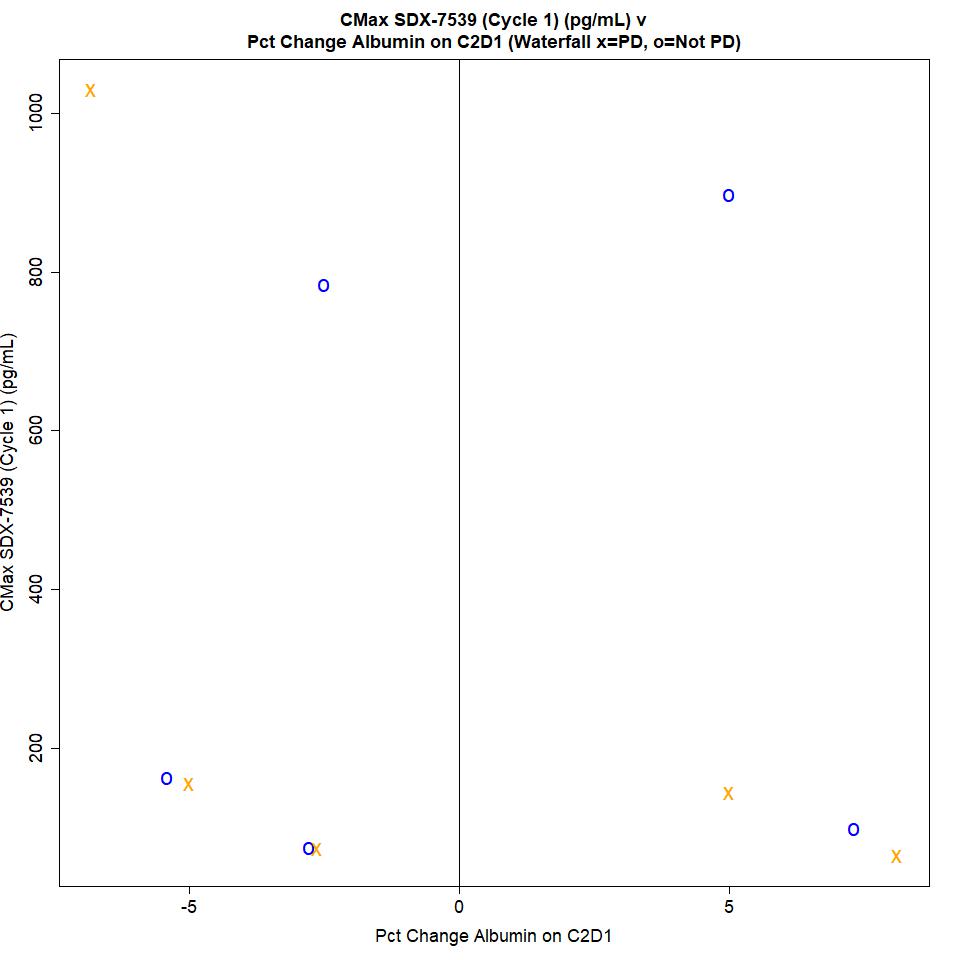 CMax SDX-7539 (Cycle 1) (pg/mL) v
Pct Change Albumin on C2D1 (Waterfall x=PD, o=Not PD)
CMax SDX-7539 (Cycle 1) (pg/mL)
1000
800
600
400
200
X
O
O
O
X
X
O
O
X
X
-5
0
5
Pct Change Albumin on C2D1